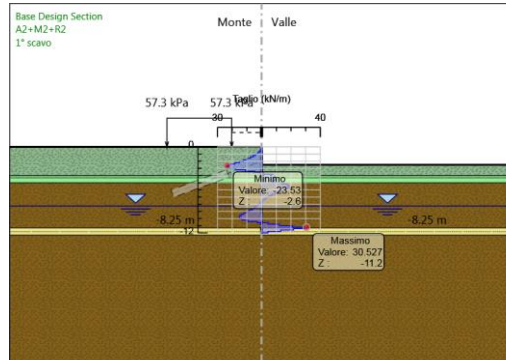 Base Design Section
A2+M2+R2
1° scavo
Monte
Valle
57.3 kPa
57.3 kPa
Taglio (kN/m)
30
40
0
Minimo
Valore: -23.53
Z : -2.6
-8.25 m
-8.25 m
-12
Massimo
Valore: 30.527
Z : -11.2